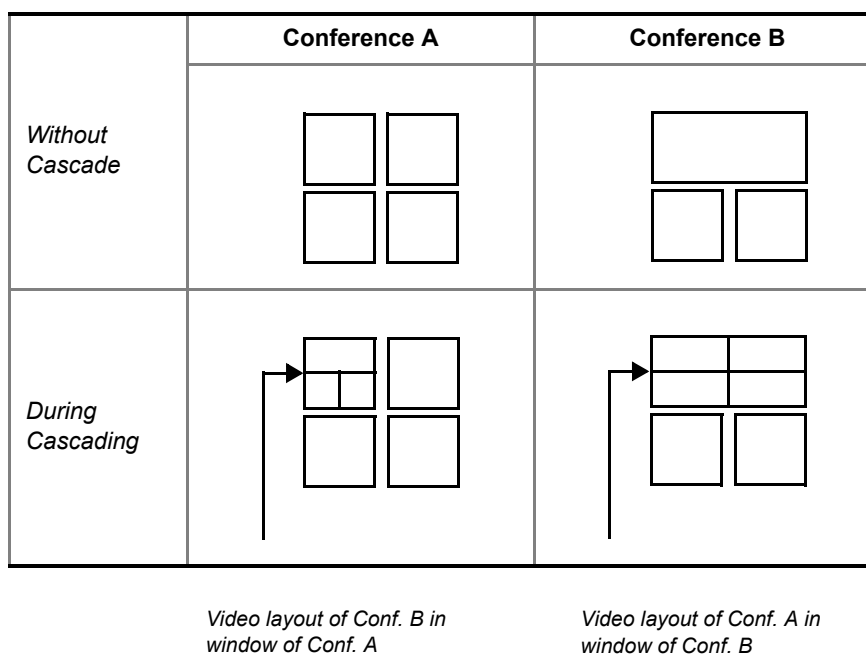 Conference A
Conference B
Without
Cascade
During
Cascading
Video layout of Conf. B in
window of Conf. A
Video layout of Conf. A in
window of Conf. B